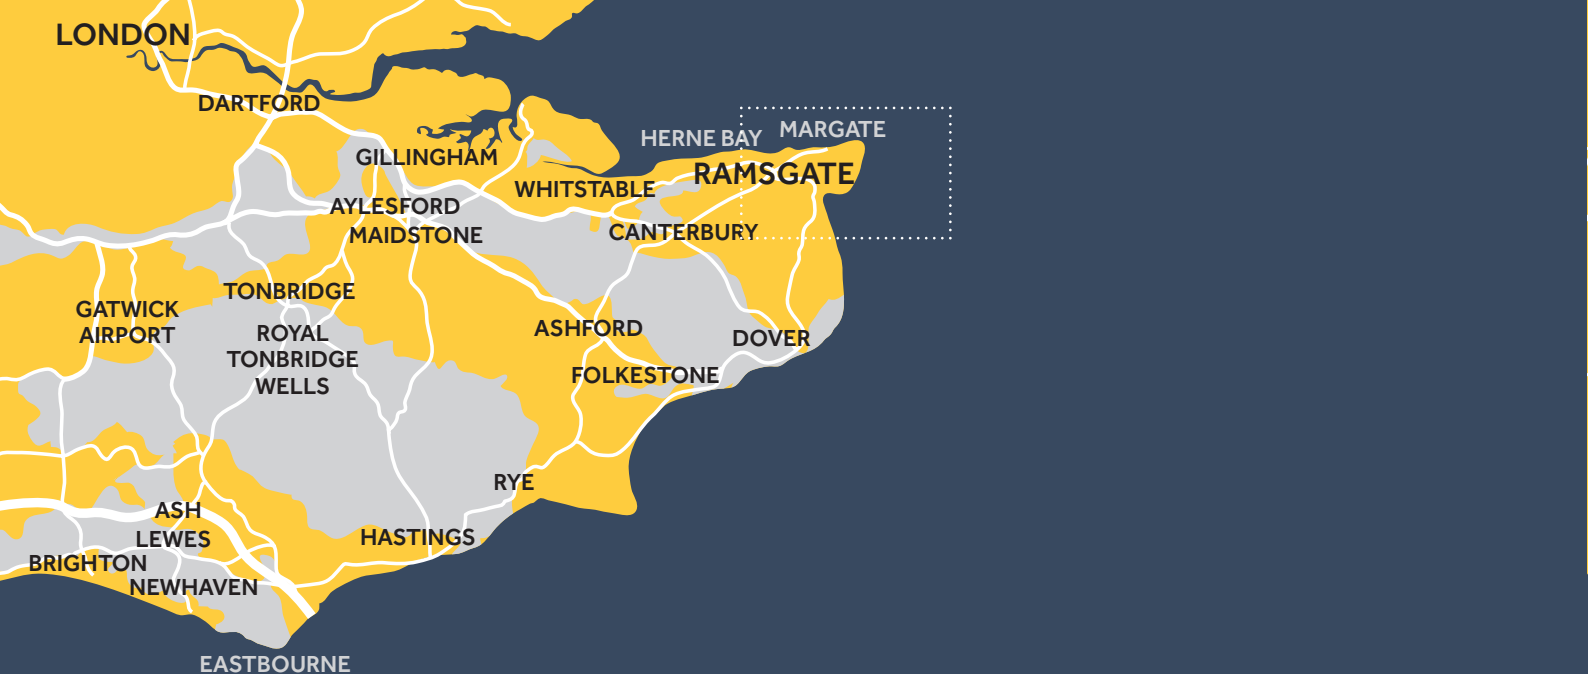 LONDON
DARTFORD
HERNE BAY
MARGATE
GILLINGHAM
RAMSGATE
WHITSTABLE
AYLESFORD
CANTERBURY
MAIDSTONE
TONBRIDGE
GATWICK
AIRPORT
ROYAL
TONBRIDGE
WELLS
ASHFORD
DOVER
FOLKESTONE
RYE
ASH
LEWES
HASTINGS
BRIGHTON
NEWHAVEN
EASTBOURNE